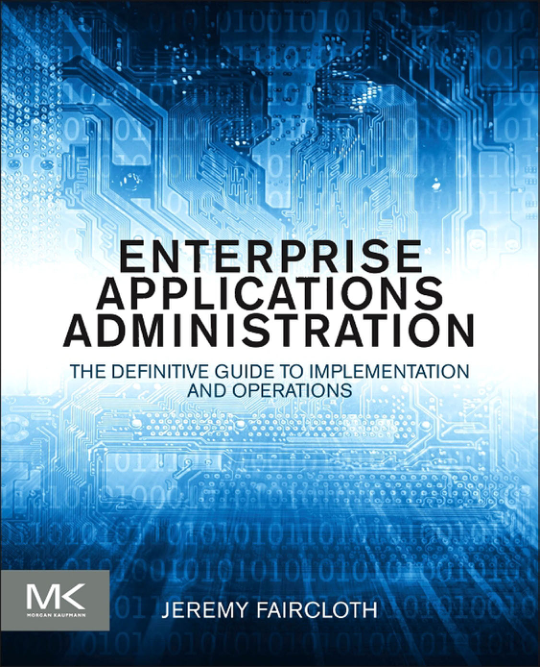 ENTERPRISE
APPLICATIONS
ADMINISTRATION
THE DEFINITIVE GUIDE TO IMPLEMENTATION
AND OPERATIONS
MK
MORGAN KAUFMANN
JEREMY FAIRCLOTH